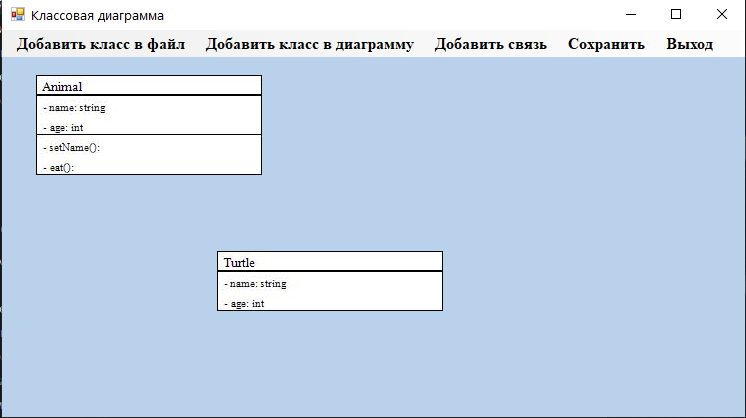 Классовая диаграмма
Добавить класс в файл Добавить класс в диаграмму Добавить связь Сохранить Выход
Animal
- name: string
- age: int
- setName():
- eat():
Turtle
- name: string
- age: int